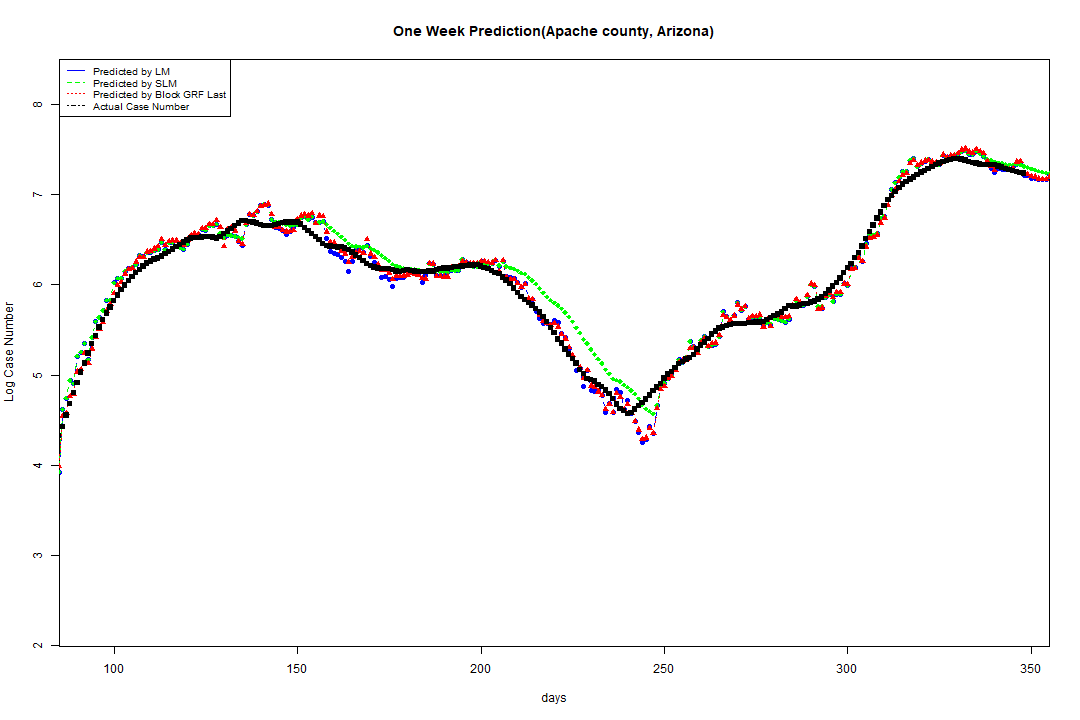 One Week Prediction(Apache county, Arizona)
Predicted by LM
Predicted by SLM
Predicted by Block GRF Last
Actual Case Number
8
7
6
5
4
3
2
Log Case Number
100 150 200 250 300 350
days